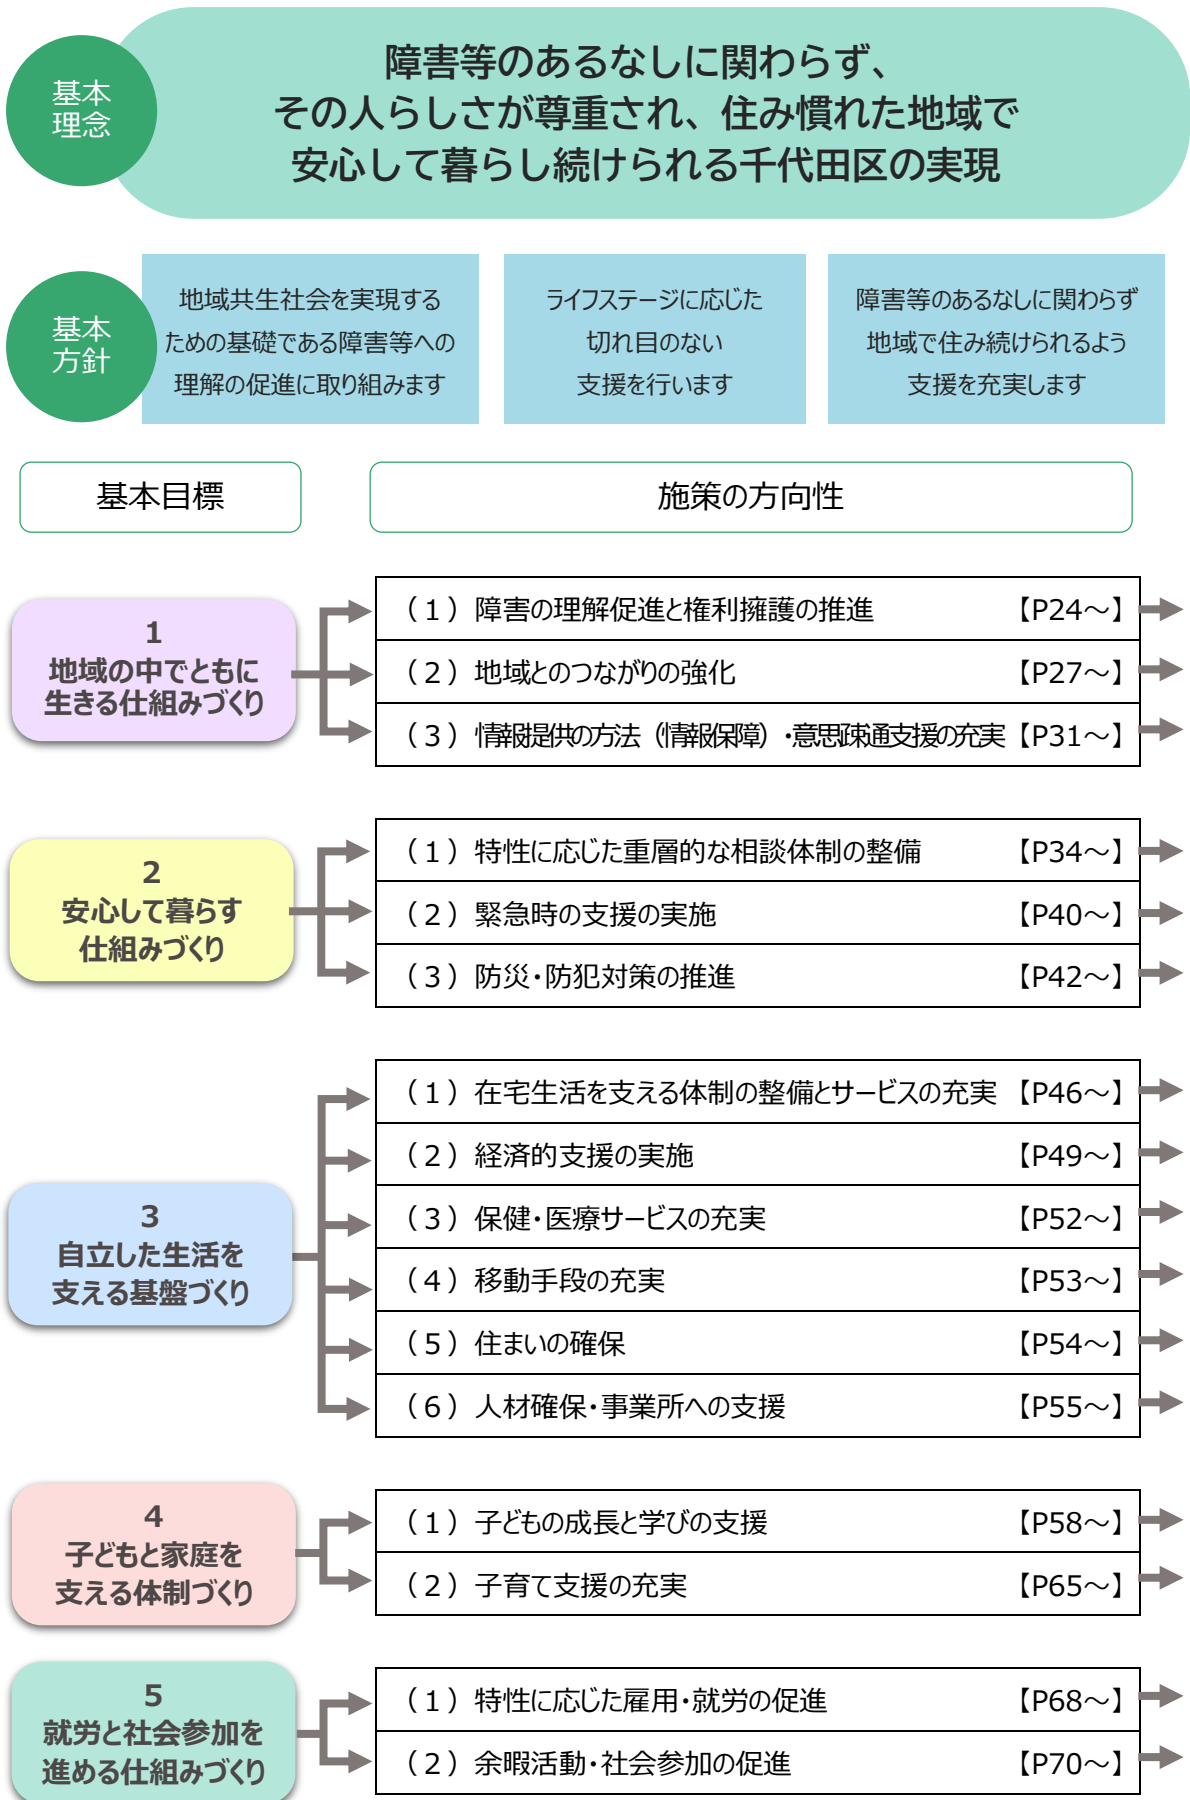 基本
理念
障害等のあるなしに関わらず、
その人らしさが尊重され、住み慣れた地域で
安心して暮らし続けられる千代田区の実現
基本
方針
地域共生社会を実現する
ための基礎である障害等への
理解の促進に取り組みます
ライフステージに応じた
切れ目のない
支援を行います
障害等のあるなしに関わらず
地域で住み続けられるよう
支援を充実します
基本目標
施策の方向性
1
地域の中でともに
生きる仕組みづくり
（1）障害の理解促進と権利擁護の推進 【P24～】
（2）地域とのつながりの強化 【P27～】
（3）情報提供の方法（情報保障）・意思疎通支援の充実【P31～】
2
安心して暮らす
仕組みづくり
（1）特性に応じた重層的な相談体制の整備 【P34～】
（2）緊急時の支援の実施 【P40～】
（3）防災・防犯対策の推進 【P42～】
3
自立した生活を
支える基盤づくり
（1）在宅生活を支える体制の整備とサービスの充実 【P46～】
（2）経済的支援の実施 【P49～】
（3）保健・医療サービスの充実 【P52～】
（4）移動手段の充実 【P53～】
（5）住まいの確保 【P54～】
（6）人材確保・事業所への支援 【P55～】
4
子どもと家庭を
支える体制づくり
（1）子どもの成長と学びの支援 【P58～】
（2）子育て支援の充実 【P65～】
5
就労と社会参加を
進める仕組みづくり
（1）特性に応じた雇用・就労の促進 【P68～】
（2）余暇活動・社会参加の促進 【P70～】